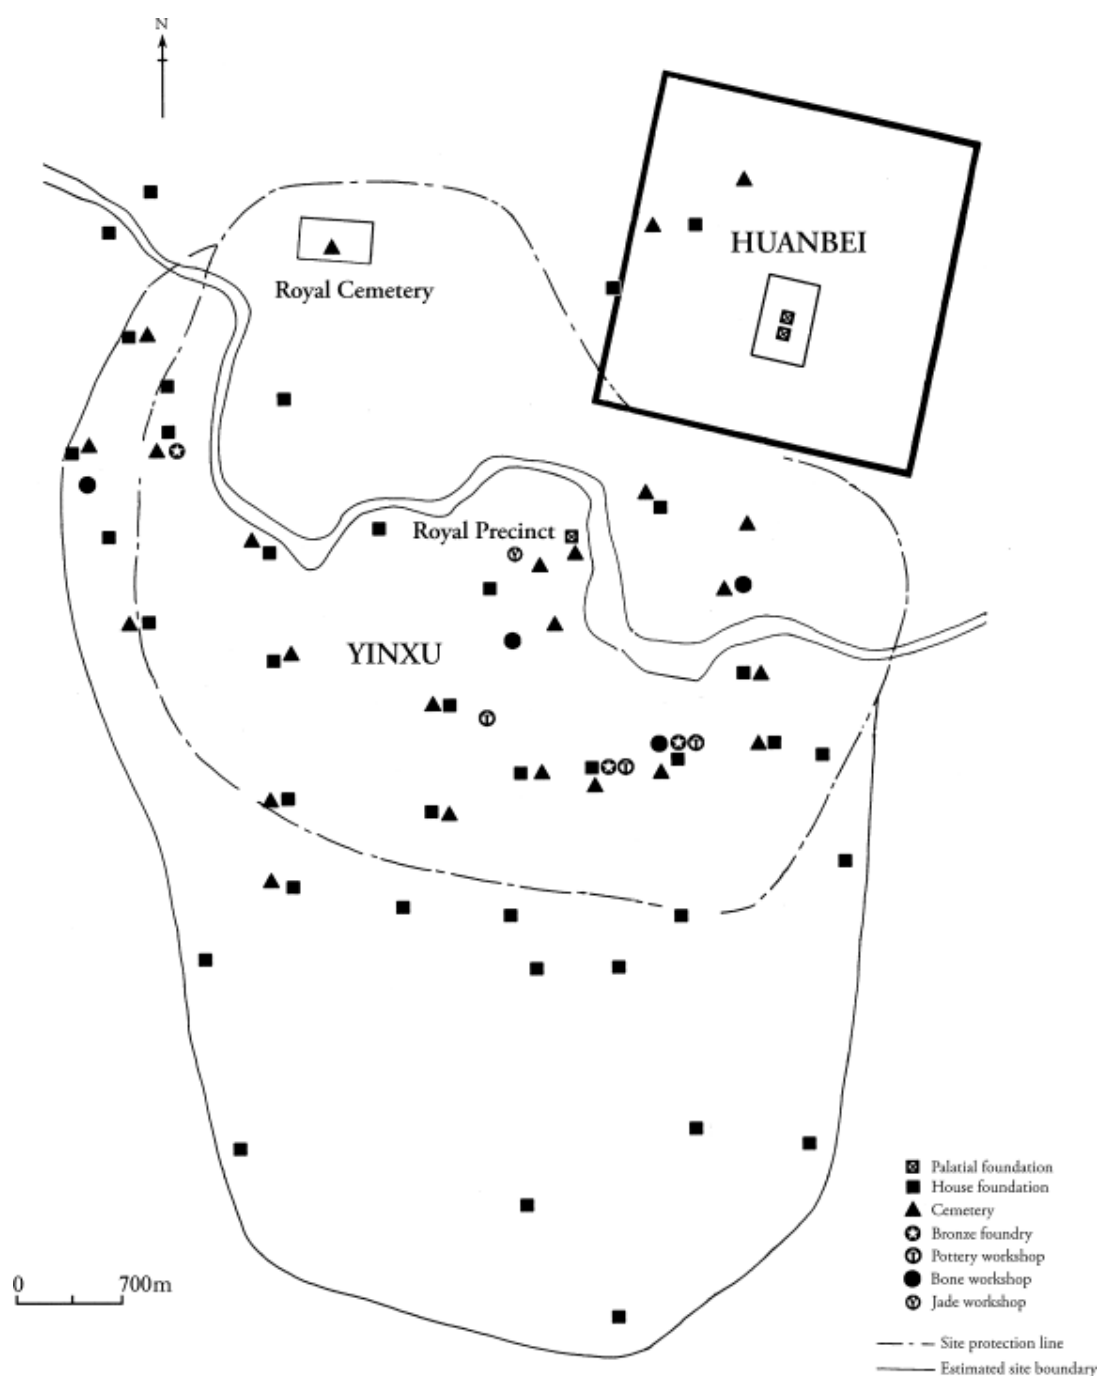 N
HUANBEI
Royal Cemetery
Royal Precinct
YINXU
Palatial foundation
House foundation
Cemetery
Bronze foundry
Pottery workshop
Bone workshop
Jade workshop
0 700m
Site protection line
Estimated site boundary